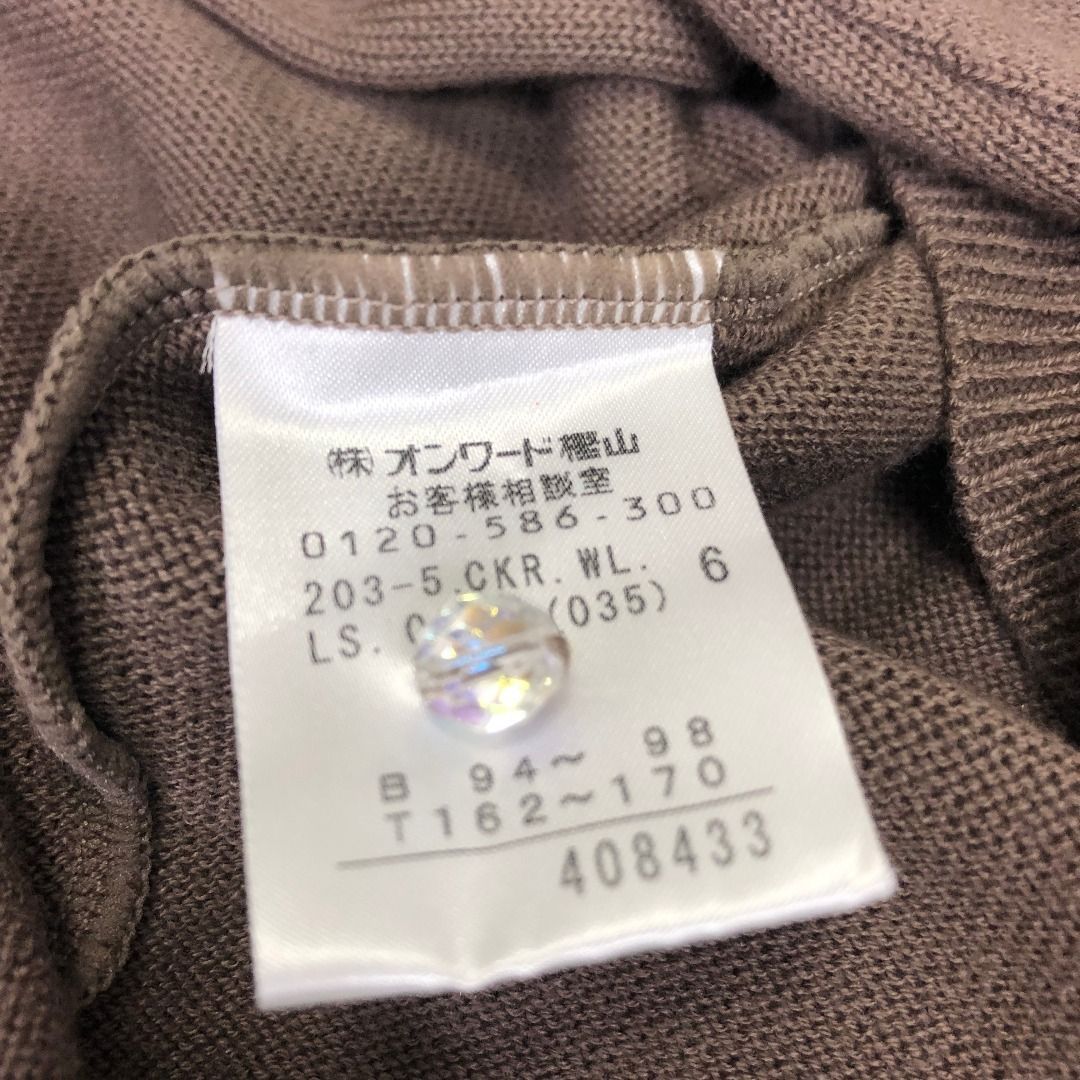 (株)オンワード樫山
お客様相談室
0120-586-300
203-5.CKR.WL. 6
LS. (035)
B 94~ 98
T162~170
408433